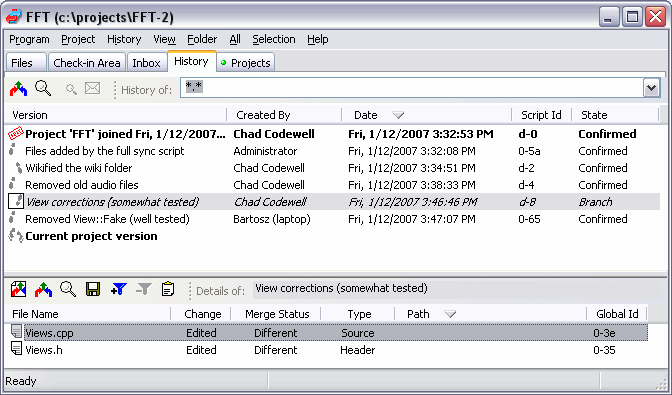 FFT (c:\projects\FFT-2)
Program Project History View Folder All Selection Help
Files Check-in Area Inbox History Projects
History of: *.*
Version Created By Date Script Id State
Project 'FFT' joined Fri, 1/12/2007... Chad Codewell Fri, 1/12/2007 3:32:53 PM d-0 Confirmed
Files added by the full sync script Administrator Fri, 1/12/2007 3:32:08 PM 0-5a Confirmed
Wikified the wiki folder Chad Codewell Fri, 1/12/2007 3:34:51 PM d-2 Confirmed
Removed old audio files Chad Codewell Fri, 1/12/2007 3:38:33 PM d-4 Confirmed
View corrections (somewhat tested) Chad Codewell Fri, 1/12/2007 3:46:46 PM d-8 Branch
Removed View::Fake (well tested) Bartosz (laptop) Fri, 1/12/2007 3:47:07 PM 0-65 Confirmed
Current project version
Details of: View corrections (somewhat tested)
File Name Change Merge Status Type Path Global Id
Views.cpp Edited Different Source 0-3e
Views.h Edited Different Header 0-35
Ready